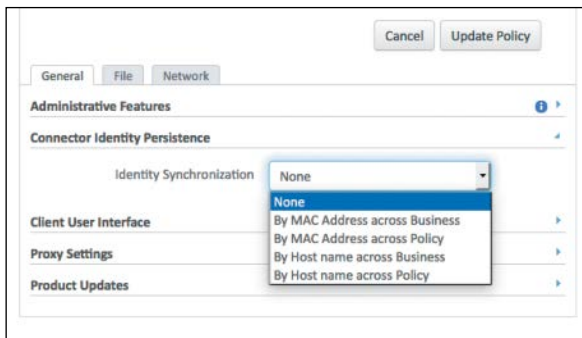 Cancel Update Policy
General File Network
Administrative Features
Connector Identity Persistence
Identity Synchronization None
None
By MAC Address across Business
By MAC Address across Policy
By Host name across Business
By Host name across Policy
Client User Interface
Proxy Settings
Product Updates